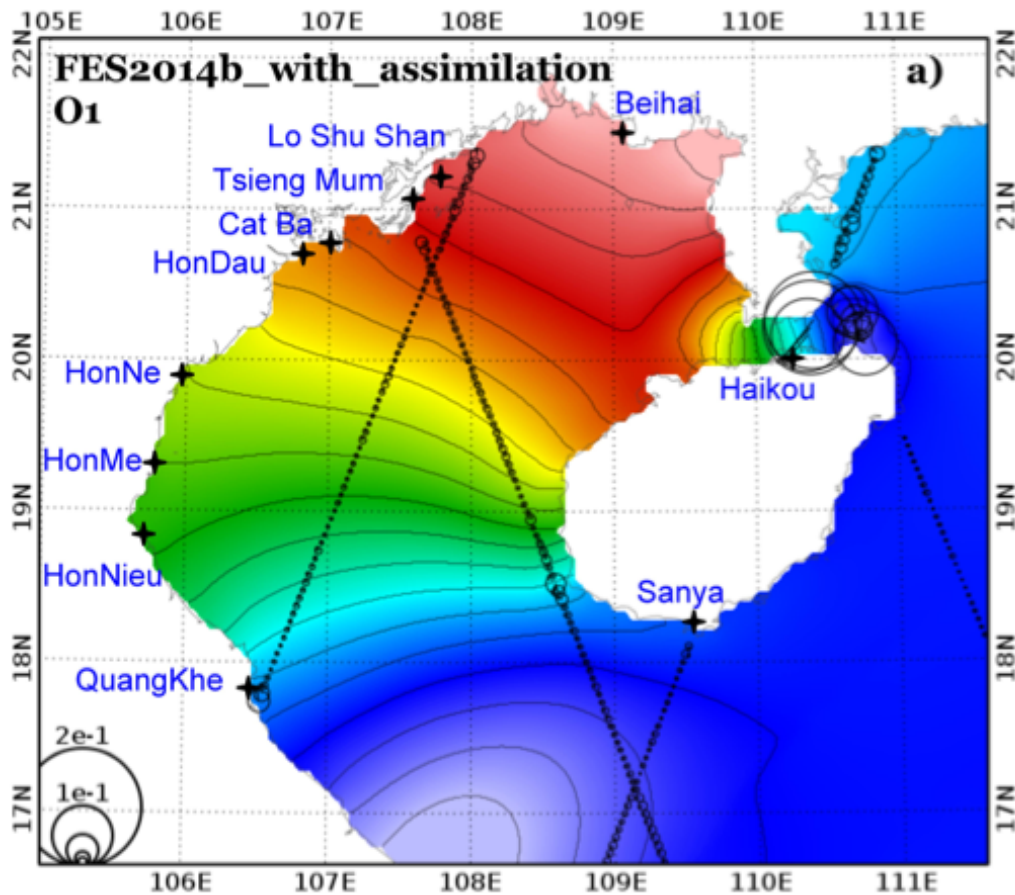 105E 106E 107E 108E 109E 110E 111E
22N 22N
FES2014b_with_assimilation a)
O1
Beihai
Lo Shu Shan
Tsieng Mum
21N 21N
Cat Ba
HonDau
20N 20N
HonNe
Haikou
HonMe
19N 19N
HonNieu
Sanya
18N 18N
QuangKhe
2e-1
1e-1
17N 17N
106E 107E 108E 109E 110E 111E